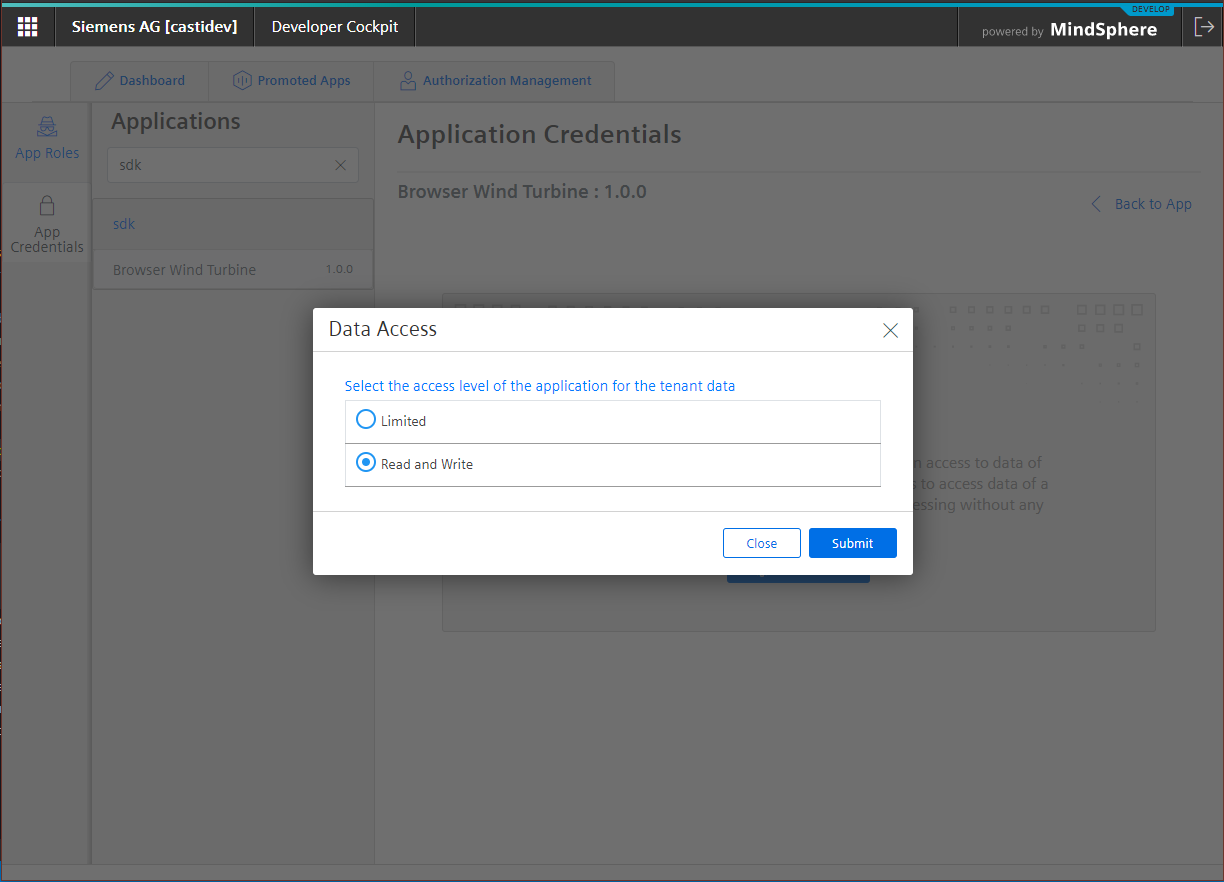 DEVELOP
Siemens AG [castidev]
Developer Cockpit
powered by MindSphere
Dashboard
Promoted Apps
Authorization Management
App Roles
App
Credentials
Applications
sdk
sdk
Browser Wind Turbine 1.0.0
Application Credentials
Browser Wind Turbine : 1.0.0
Back to App
access to data of
to access data of a
without any
Data Access
Select the access level of the application for the tenant data
Limited
Read and Write
Close
Submit